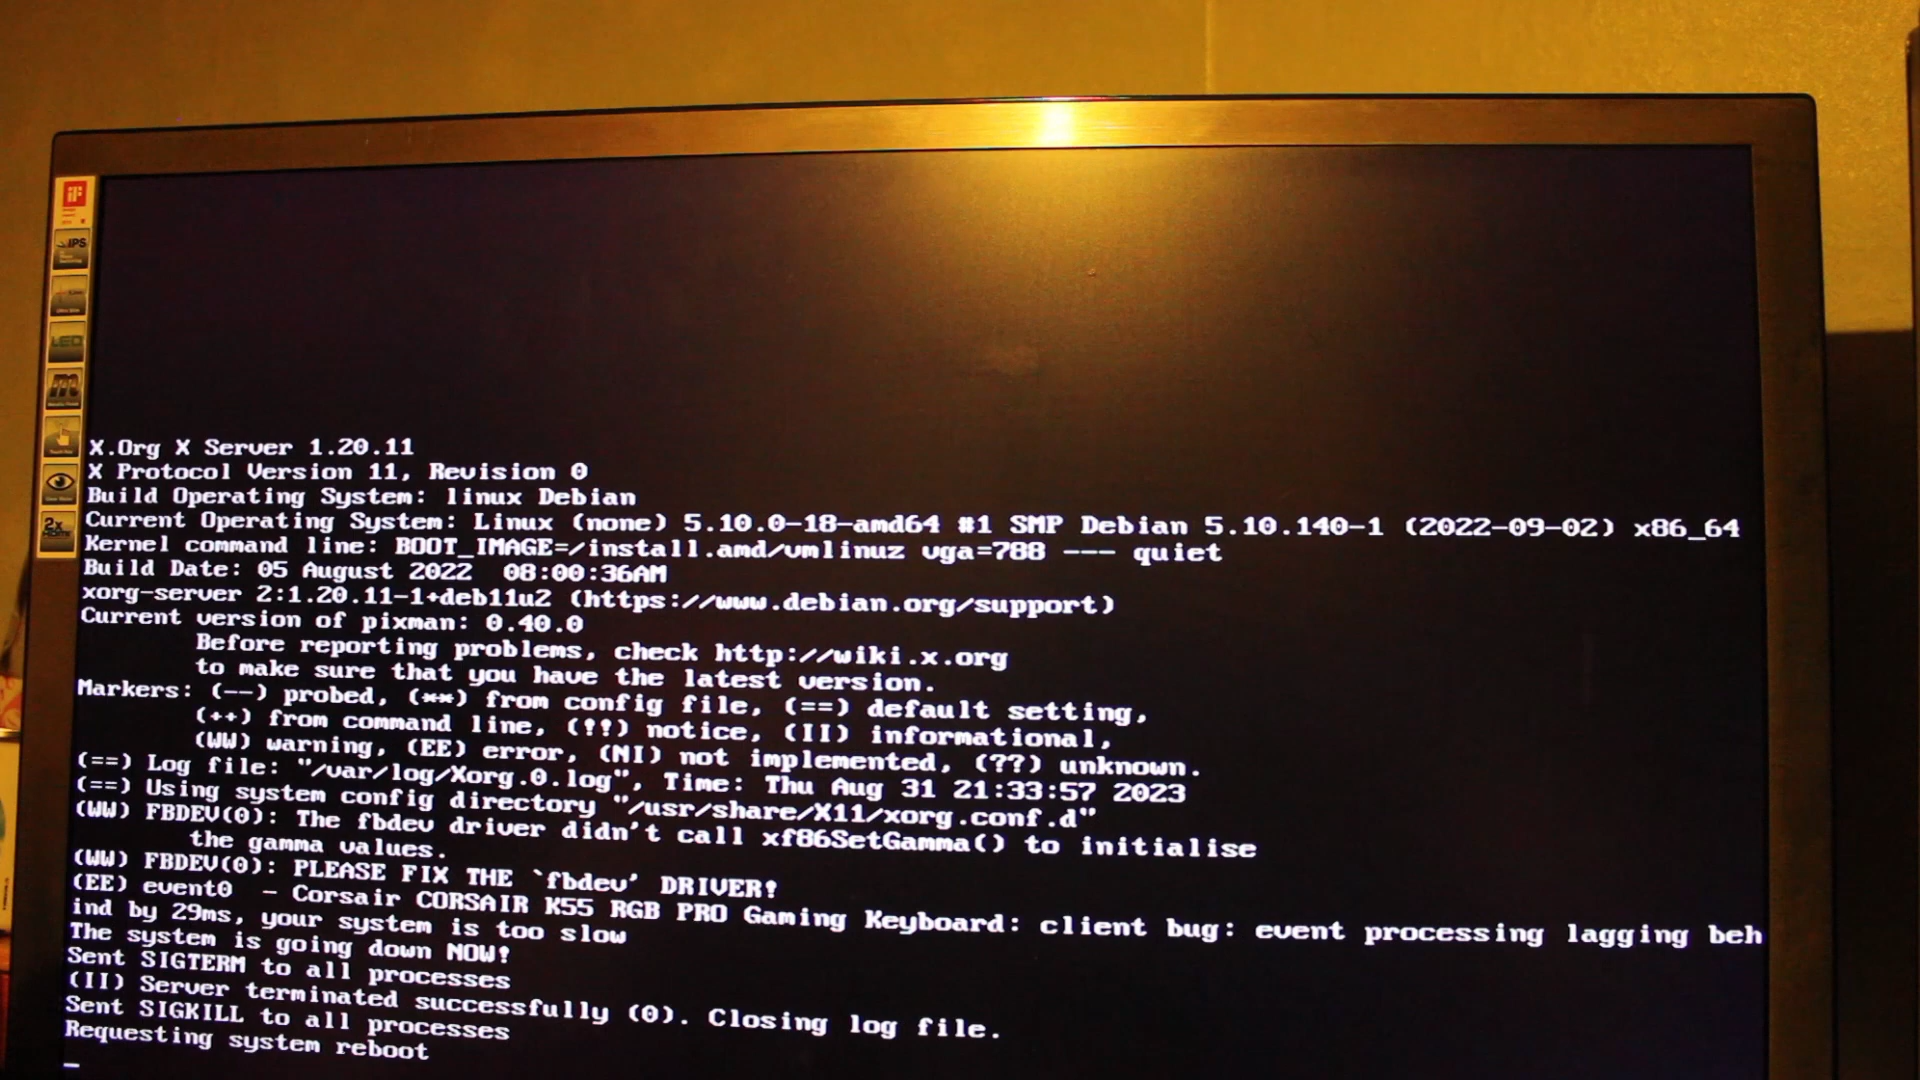 iF
IPS
LED
2x
X.Org X Server 1.20.11
X Protocol Version 11, Revision 0
Build Operating System: linux Debian
Current Operating System: Linux (none) 5.10.0-18-amd64 #1 SMP Debian 5.10.140-1 (2022-09-02) x86_64
Kernel command line: BOOT_IMAGE=/install.amd/vmlinuz vga=788 --- quiet
Build Date: 05 August 2022  08:00:36AM
xorg-server 2:1.20.11-1+deb11u2 (https://www.debian.org/support)
Current version of pixman: 0.40.0
Before reporting problems, check http://wiki.x.org
to make sure that you have the latest version.
Markers: (--) probed, (**) from config file, (==) default setting,
(++) from command line, (!!) notice, (II) informational,
(WW) warning, (EE) error, (NI) not implemented, (??) unknown.
(==) Log file: "/var/log/Xorg.0.log", Time: Thu Aug 31 21:33:57 2023
(==) Using system config directory "/usr/share/X11/xorg.conf.d"
(WW) FBDEV(0): The fbdev driver didn't call xf86SetGamma() to initialise
the gamma values.
(WW) FBDEV(0): PLEASE FIX THE `fbdev' DRIVER!
(EE) event0  - Corsair CORSAIR K55 RGB PRO Gaming Keyboard: client bug: event processing lagging beh
ind by 29ms, your system is too slow
The system is going down NOW!
Sent SIGTERM to all processes
(II) Server terminated successfully (0). Closing log file.
Sent SIGKILL to all processes
Requesting system reboot